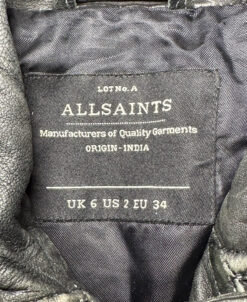 LOT No. A
ALLSAINTS
Manufacturers of Quality Garments
ORIGIN-INDIA
UK 6 US 2 EU 34